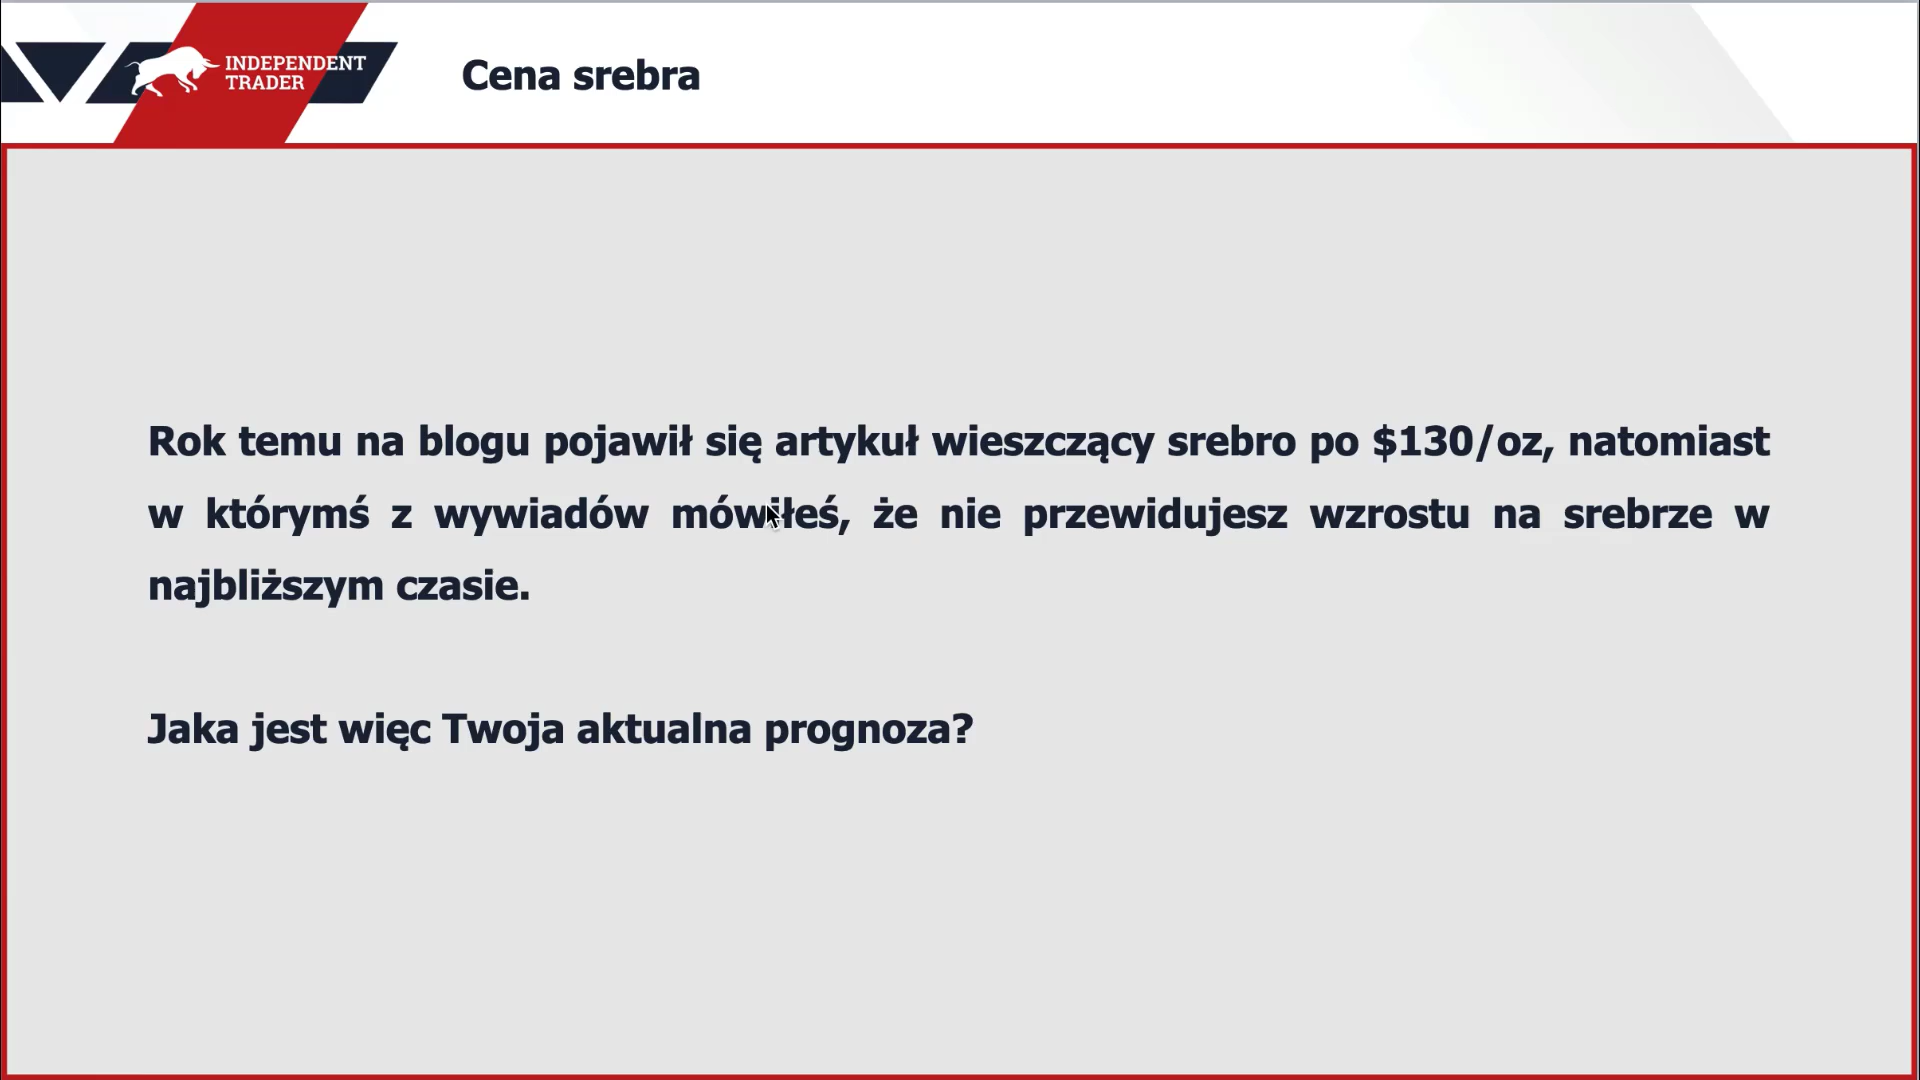 INDEPENDENT
TRADER
Cena srebra
Rok temu na blogu pojawił się artykuł wieszczący srebro po $130/oz, natomiast
w którymś z wywiadów mówiłeś, że nie przewidujesz wzrostu na srebrze w
najbliższym czasie.
Jaka jest więc Twoja aktualna prognoza?